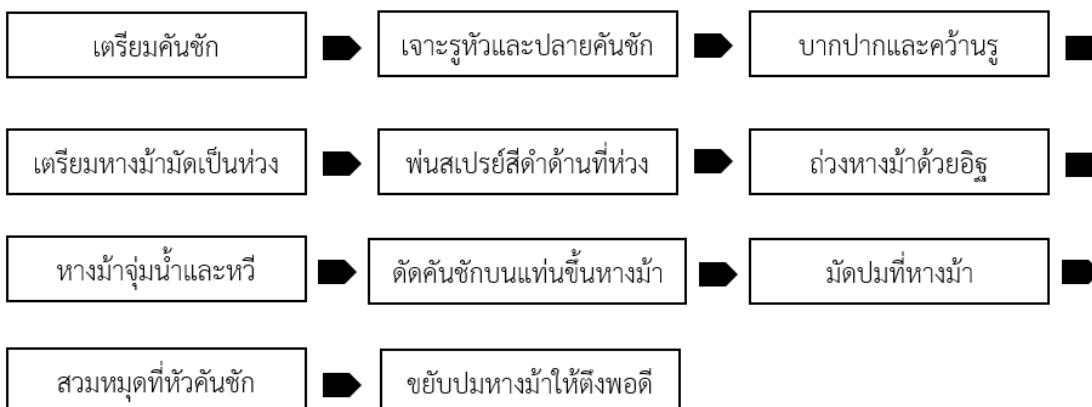 เตรียมคันชัก
เจาะรูหัวและปลายคันชัก
บากปากและคว้านรู
เตรียมหางม้ามัดเป็นห่วง
พ่นสเปรย์สีดำด้านที่ห่วง
ถ่วงหางม้าด้วยอิฐ
หางม้าจุ่มน้ำและหวี
ดัดคันชักบนแท่นขึ้นหางม้า
มัดปมที่หางม้า
สวมหมุดที่หัวคันชัก
ขยับปมหางม้าให้ตึงพอดี